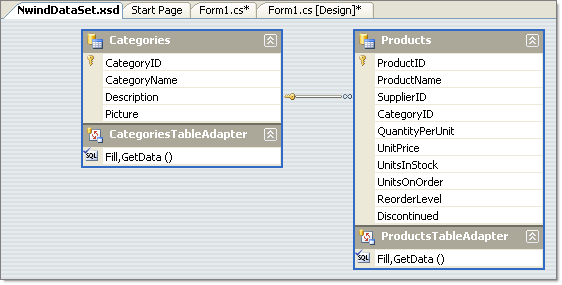 NwindDataSet.xsd Start Page Form1.cs* Form1.cs [Design]*
Categories
CategoryID
CategoryName
Description
Picture
CategoriesTableAdapter
SQL Fill,GetData ()
Products
ProductID
ProductName
SupplierID
CategoryID
QuantityPerUnit
UnitPrice
UnitsInStock
UnitsOnOrder
ReorderLevel
Discontinued
ProductsTableAdapter
SQL Fill,GetData ()